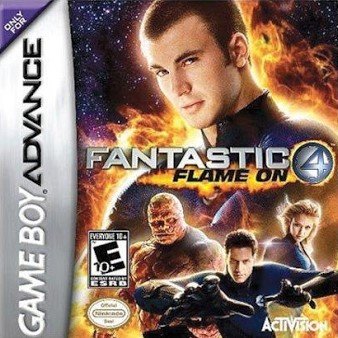 ONLY FOR
GAME BOY ADVANCE
FANTASTIC 4
FLAME ON
EVERYONE 10+
E 10+
CONTENT RATED BY
ESRB
Official
Nintendo
Seal
ACTIVISION